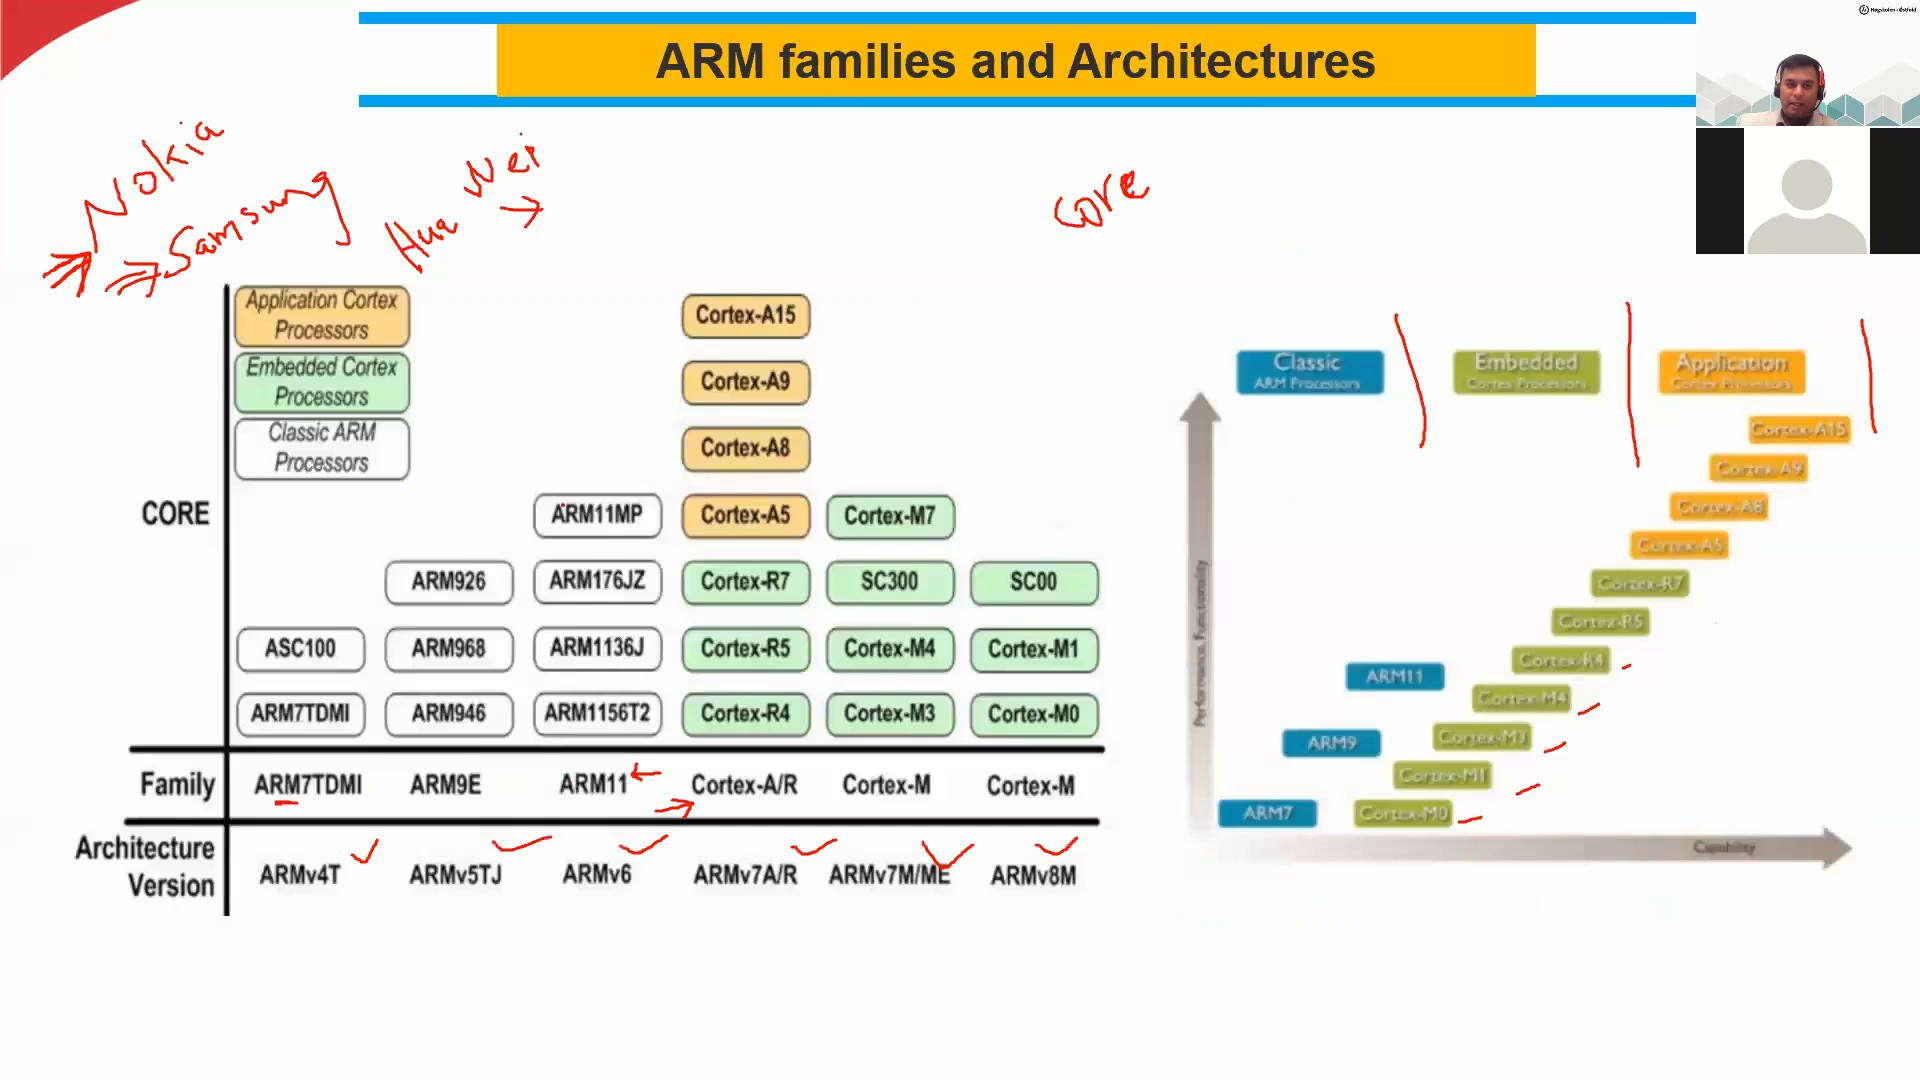 Høgskolen i Østfold
ARM families and Architectures
Nokia
Samsung
Hua Wei
Core
Application Cortex
Processors
Embedded Cortex
Processors
Classic ARM
Processors
CORE
Cortex-A15
Cortex-A9
Cortex-A8
ARM11MP Cortex-A5 Cortex-M7
ARM926 ARM176JZ Cortex-R7 SC300 SC00
ASC100 ARM968 ARM1136J Cortex-R5 Cortex-M4 Cortex-M1
ARM7TDMI ARM946 ARM1156T2 Cortex-R4 Cortex-M3 Cortex-M0
Family ARM7TDMI ARM9E ARM11 Cortex-A/R Cortex-M Cortex-M
Architecture
Version ARMv4T ARMv5TJ ARMv6 ARMv7A/R ARMv7M/ME ARMv8M
Classic
ARM Processors
Embedded
Cortex Processors
Application
Cortex Processors
Cortex-A15
Cortex-A9
Cortex-A8
Cortex-A5
Cortex-R7
Cortex-R5
Cortex-R4
ARM11
Cortex-M4
Cortex-M3
ARM9
Cortex-M1
ARM7
Cortex-M0
Performance, Functionality
Capability